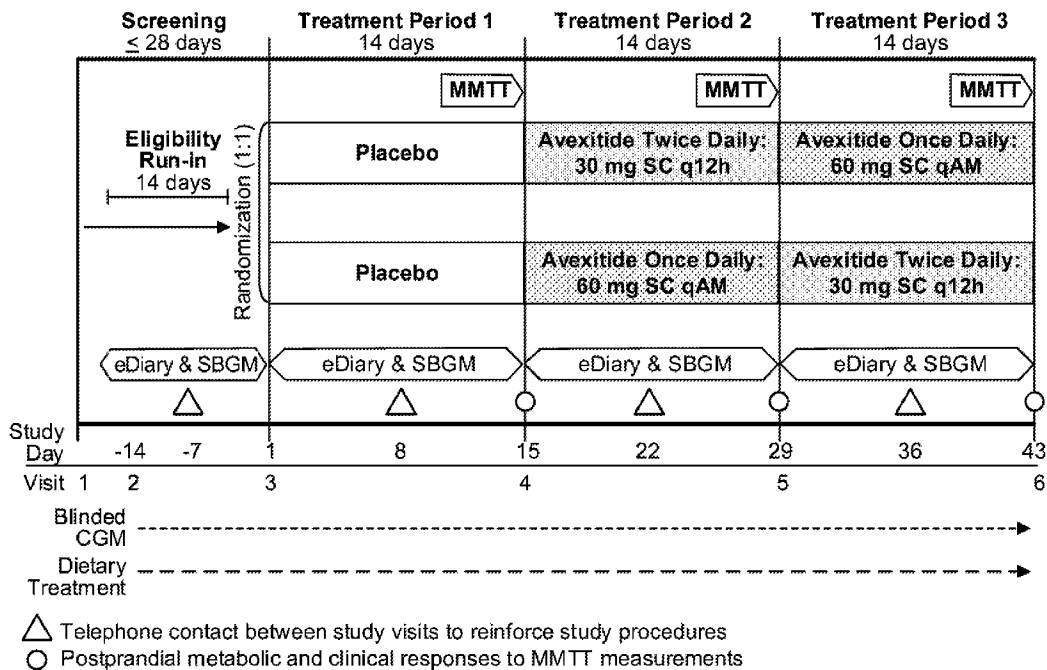 Screening
≤ 28 days
Treatment Period 1
14 days
Treatment Period 2
14 days
Treatment Period 3
14 days
MMTT
MMTT
MMTT
Eligibility
Run-in
14 days
Randomization (1:1)
Placebo
Avexitide Twice Daily:
30 mg SC q12h
Avexitide Once Daily:
60 mg SC qAM
Placebo
Avexitide Once Daily:
60 mg SC qAM
Avexitide Twice Daily:
30 mg SC q12h
eDiary & SBGM
eDiary & SBGM
eDiary & SBGM
eDiary & SBGM
Study
Day -14 -7 1 8 15 22 29 36 43
Visit 1 2 3 4 5 6
Blinded
CGM
Dietary
Treatment
Telephone contact between study visits to reinforce study procedures
Postprandial metabolic and clinical responses to MMTT measurements